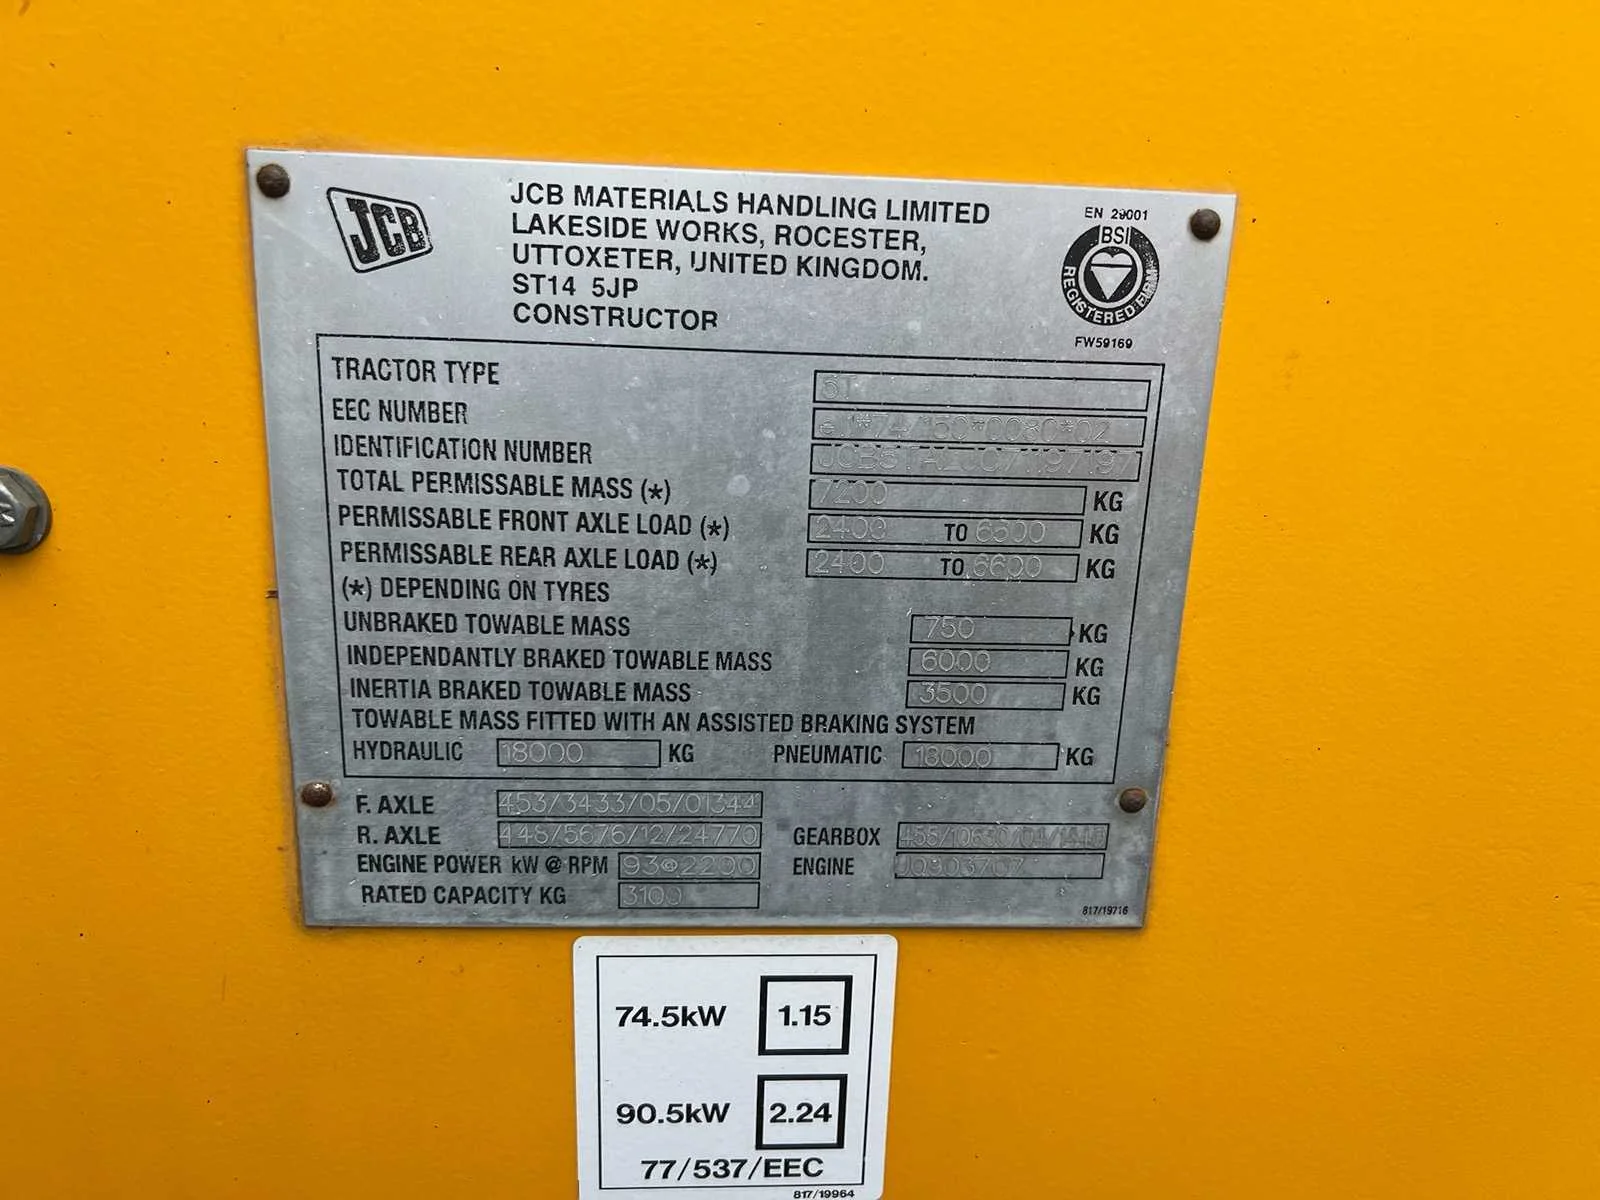 JCB
JCB MATERIALS HANDLING LIMITED
LAKESIDE WORKS, ROCESTER,
UTTOXETER, UNITED KINGDOM.
ST14 5JP
CONSTRUCTOR
EN 29001
BSI
REGISTERED FIRM
FW59169
TRACTOR TYPE
EEC NUMBER
IDENTIFICATION NUMBER
TOTAL PERMISSABLE MASS (*) 7200 KG
PERMISSABLE FRONT AXLE LOAD (*) 2400 TO KG
PERMISSABLE REAR AXLE LOAD (*) 2400 TO 6600 KG
(*) DEPENDING ON TYRES
UNBRAKED TOWABLE MASS 750 KG
INDEPENDANTLY BRAKED TOWABLE MASS 6000 KG
INERTIA BRAKED TOWABLE MASS 3500 KG
TOWABLE MASS FITTED WITH AN ASSISTED BRAKING SYSTEM
HYDRAULIC 18000 KG PNEUMATIC 18000 KG
F. AXLE 453/3433/05/01344
R. AXLE 448/5676/12/24770 GEARBOX
ENGINE POWER kW @ RPM 93@2200 ENGINE
RATED CAPACITY KG 3100
817/19716
74.5kW 1.15
90.5kW 2.24
77/537/EEC
817/19964